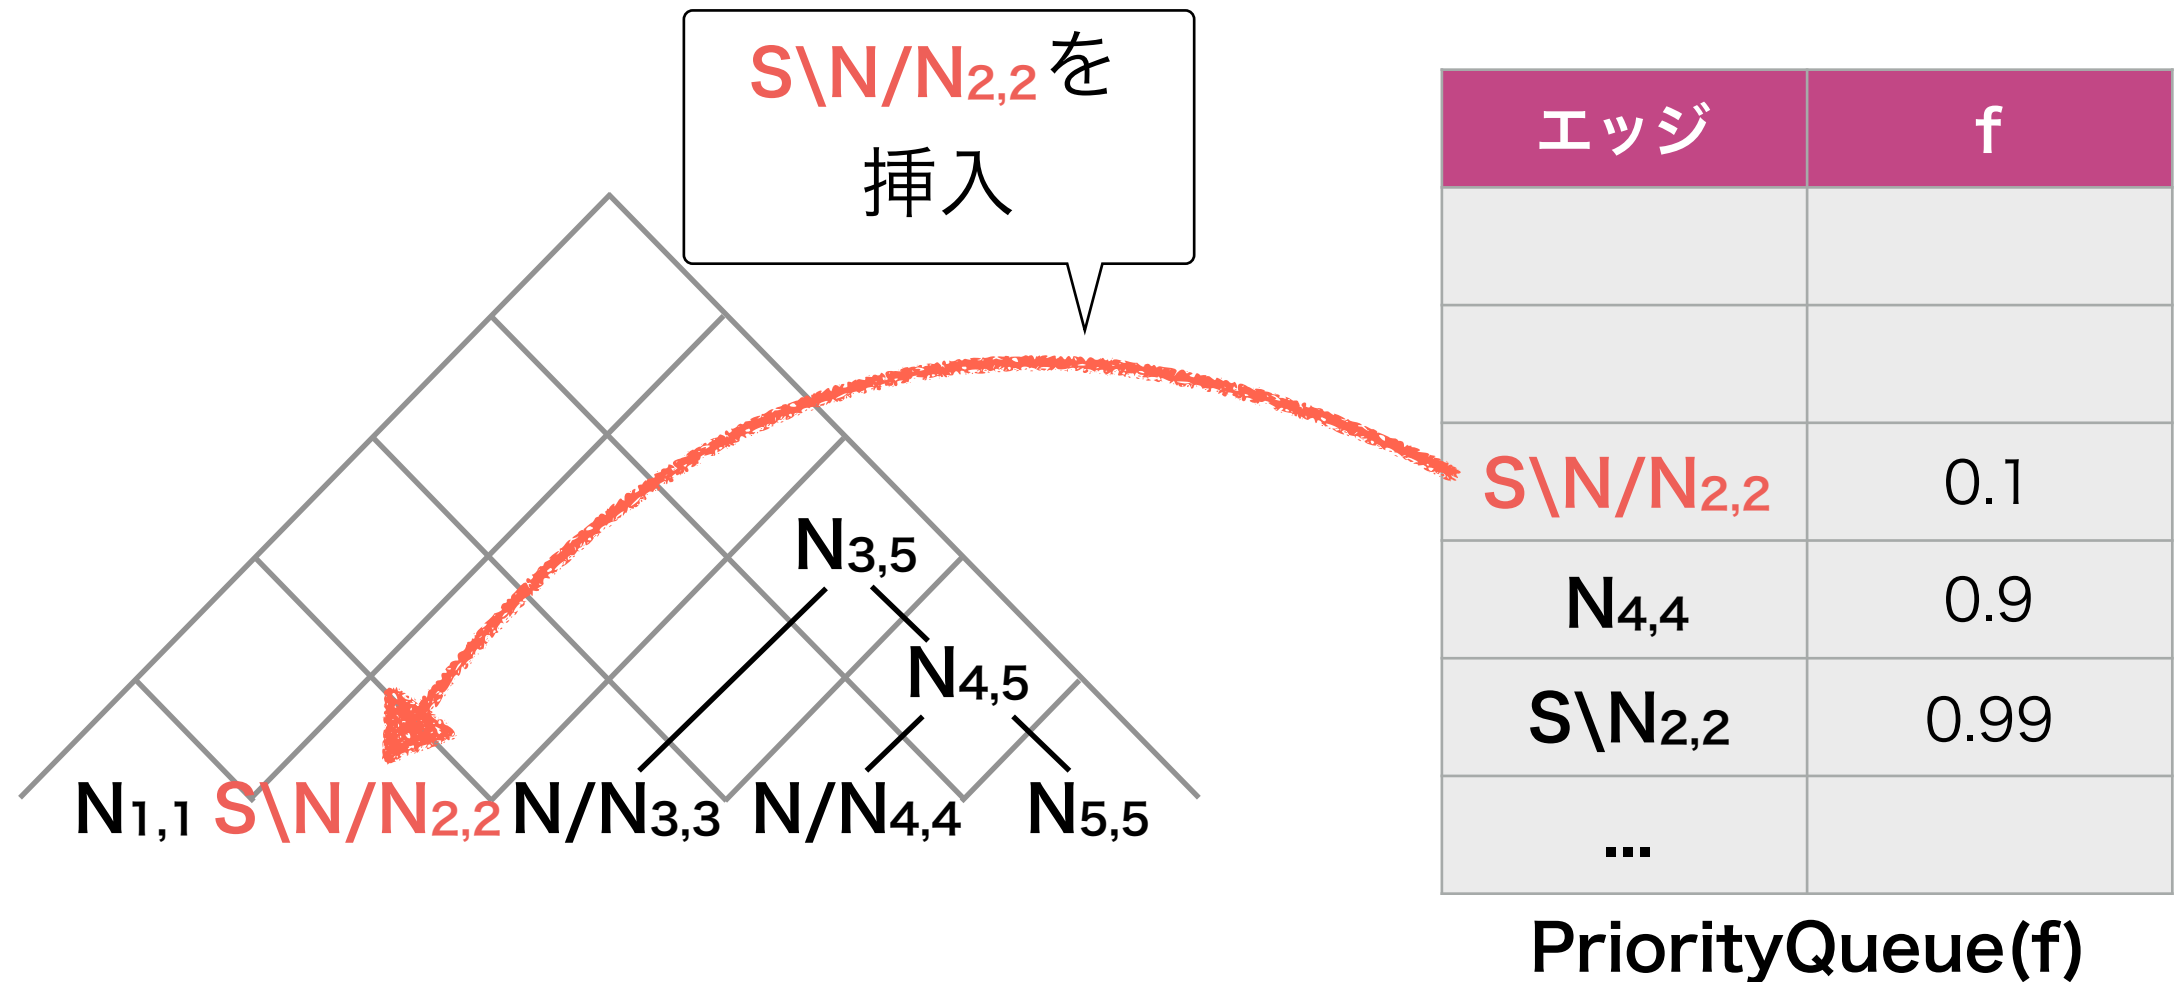 S\N/N2,2を
挿入
エッジ f
S\N/N2,2 0.1
N4,4 0.9
S\N2,2 0.99
...
PriorityQueue(f)
N3,5
N4,5
N1,1 S\N/N2,2 N/N3,3 N/N4,4 N5,5